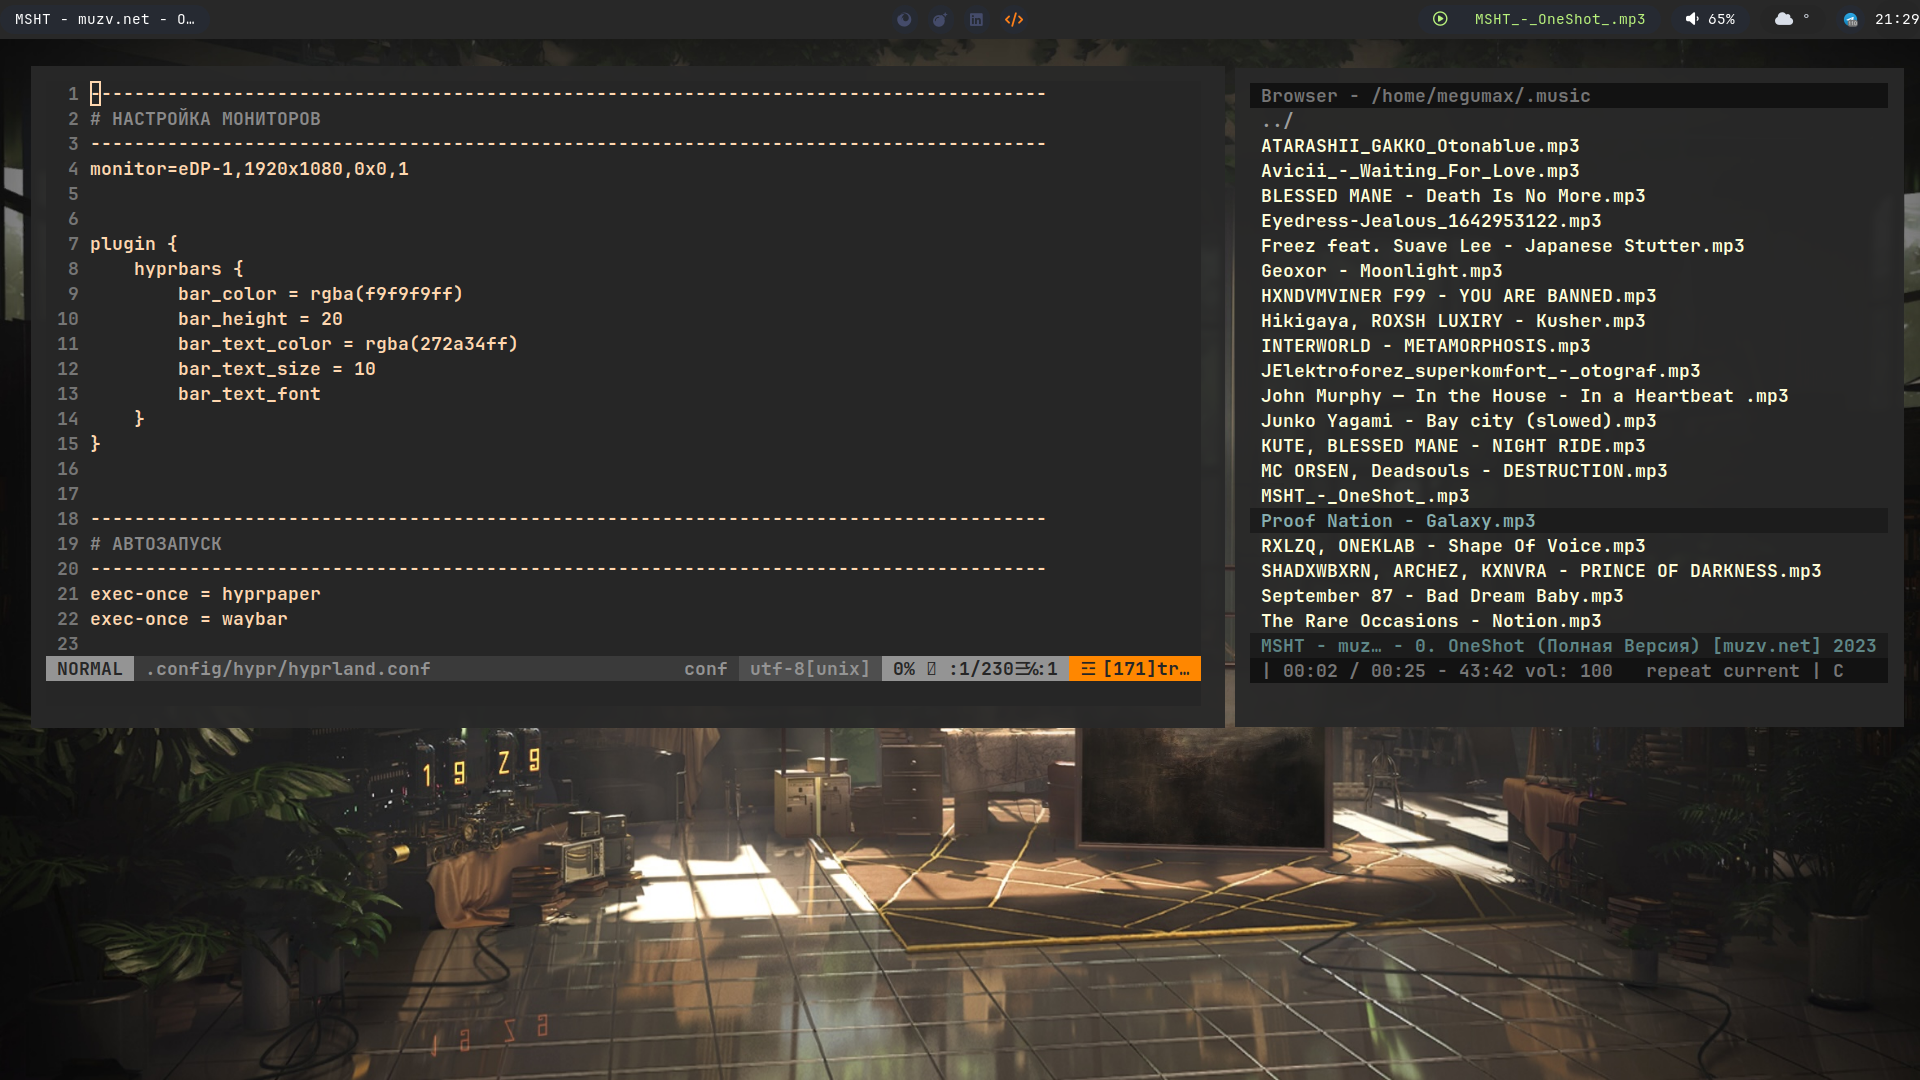 MSHT - muzv.net - O…
MSHT_-_OneShot_.mp3
65%
°
21:29
1 ---------------------------------------------------------------------------------------
2 # НАСТРОЙКА МОНИТОРОВ
3 ---------------------------------------------------------------------------------------
4 monitor=eDP-1,1920x1080,0x0,1
5
6
7 plugin {
8     hyprbars {
9         bar_color = rgba(f9f9f9ff)
10         bar_height = 20
11         bar_text_color = rgba(272a34ff)
12         bar_text_size = 10
13         bar_text_font
14     }
15 }
16
17
18 ---------------------------------------------------------------------------------------
19 # АВТОЗАПУСК
20 ---------------------------------------------------------------------------------------
21 exec-once = hyprpaper
22 exec-once = waybar
23
NORMAL .config/hypr/hyprland.conf conf utf-8[unix] 0% :1/230☰℅:1 ☲ [171]tr…
Browser - /home/megumax/.music
../
ATARASHII_GAKKO_Otonablue.mp3
Avicii_-_Waiting_For_Love.mp3
BLESSED MANE - Death Is No More.mp3
Eyedress-Jealous_1642953122.mp3
Freez feat. Suave Lee - Japanese Stutter.mp3
Geoxor - Moonlight.mp3
HXNDVMVINER F99 - YOU ARE BANNED.mp3
Hikigaya, ROXSH LUXIRY - Kusher.mp3
INTERWORLD - METAMORPHOSIS.mp3
JElektroforez_superkomfort_-_otograf.mp3
John Murphy – In the House - In a Heartbeat .mp3
Junko Yagami - Bay city (slowed).mp3
KUTE, BLESSED MANE - NIGHT RIDE.mp3
MC ORSEN, Deadsouls - DESTRUCTION.mp3
MSHT_-_OneShot_.mp3
Proof Nation - Galaxy.mp3
RXLZQ, ONEKLAB - Shape Of Voice.mp3
SHADXWBXRN, ARCHEZ, KXNVRA - PRINCE OF DARKNESS.mp3
September 87 - Bad Dream Baby.mp3
The Rare Occasions - Notion.mp3
MSHT - muz… - 0. OneShot (Полная Версия) [muzv.net] 2023
| 00:02 / 00:25 - 43:42 vol: 100   repeat current | C
19 29